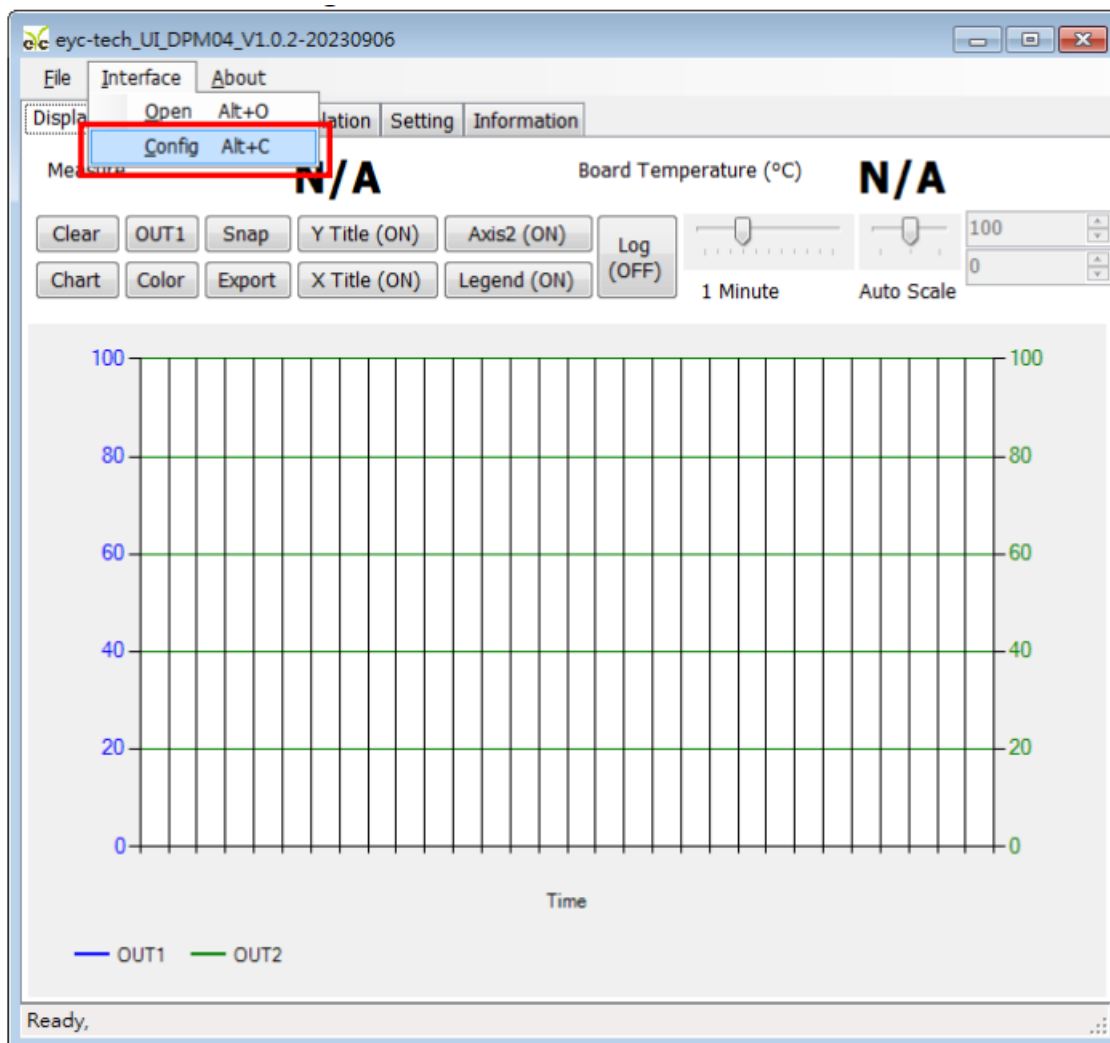 eyc-tech_UI_DPM04_V1.0.2-20230906
File Interface About
Open Alt+O
Setting Information
Config Alt+C
Measure N/A Board Temperature (°C) N/A
Clear OUT1 Snap Y Title (ON) Axis2 (ON) Log (OFF) 100
Chart Color Export X Title (ON) Legend (ON) 1 Minute Auto Scale 0
100 100
80 80
60 60
40 40
20 20
0 0
Time
OUT1 OUT2
Ready,